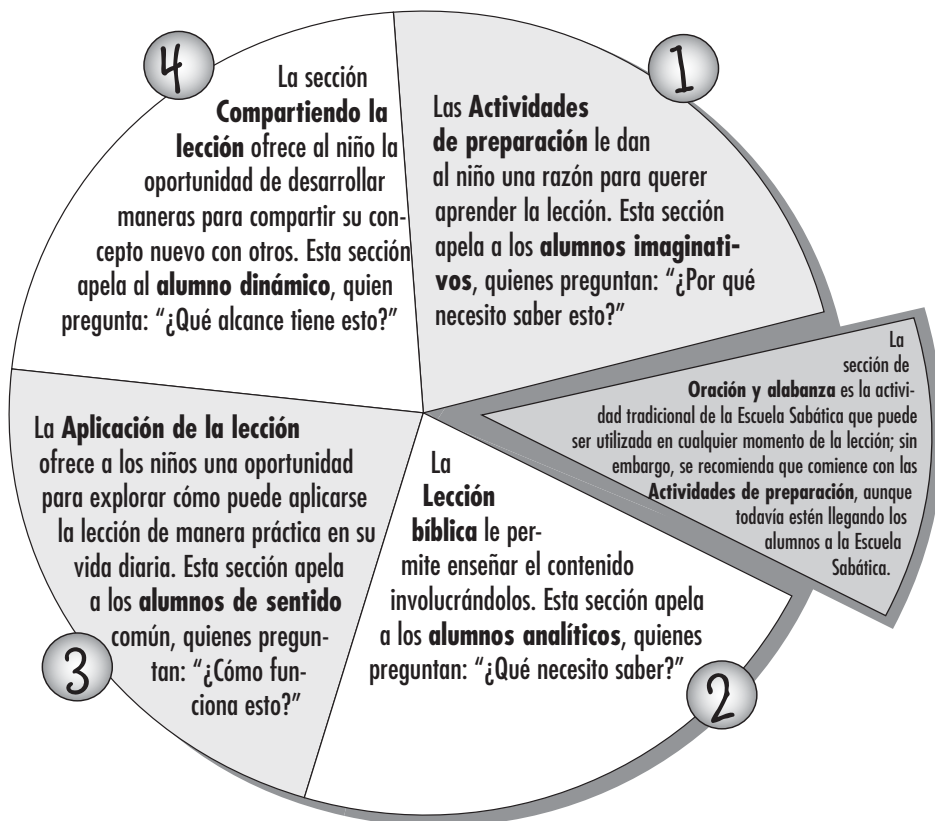 1
Las Actividades
de preparación le dan
al niño una razón para querer
aprender la lección. Esta sección
apela a los alumnos imaginati-
vos, quienes preguntan: “¿Por qué
necesito saber esto?”
La
sección de
Oración y alabanza es la activi-
dad tradicional de la Escuela Sabática que puede
ser utilizada en cualquier momento de la lección; sin
embargo, se recomienda que comience con las
Actividades de preparación, aunque
todavía estén llegando los
alumnos a la Escuela
Sabática.
2
La
Lección
bíblica le per-
mite enseñar el contenido
involucrándolos. Esta sección apela
a los alumnos analíticos, quienes
preguntan: “¿Qué necesito saber?”
3
La Aplicación de la lección
ofrece a los niños una oportunidad
para explorar cómo puede aplicarse
la lección de manera práctica en su
vida diaria. Esta sección apela
a los alumnos de sentido
común, quienes pregun-
tan: “¿Cómo fun-
ciona esto?”
4
La sección
Compartiendo la
lección ofrece al niño la
oportunidad de desarrollar
maneras para compartir su con-
cepto nuevo con otros. Esta sección
apela al alumno dinámico, quien
pregunta: “¿Qué alcance tiene esto?”